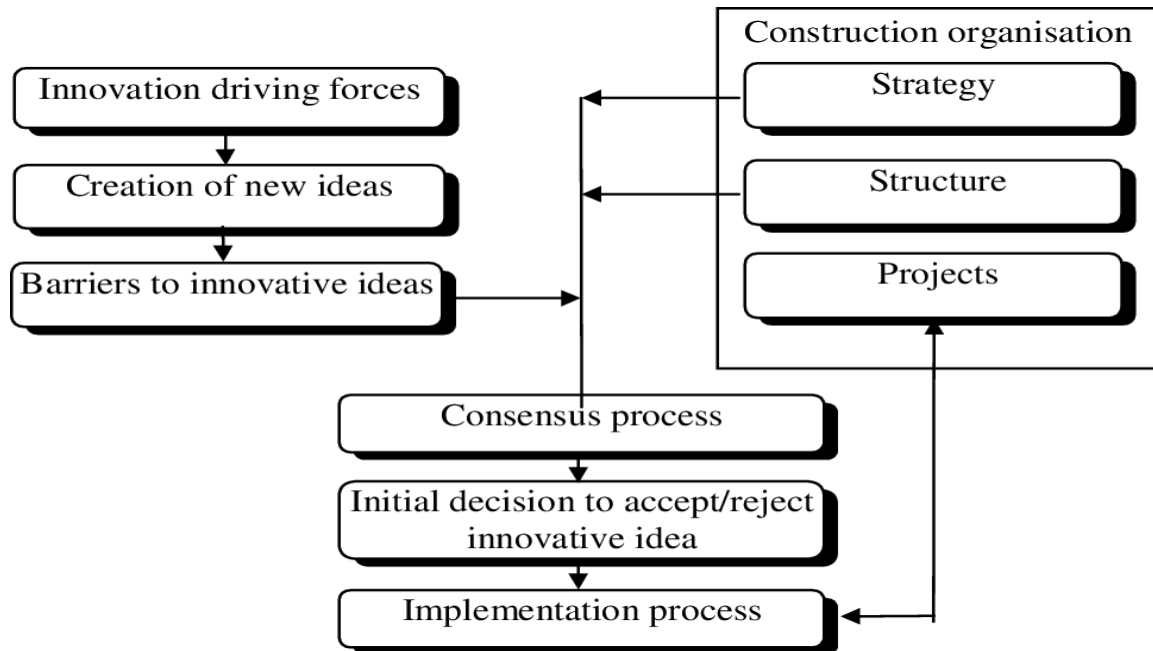 Construction organisation
Innovation driving forces
Creation of new ideas
Barriers to innovative ideas
Strategy
Structure
Projects
Consensus process
Initial decision to accept/reject
innovative idea
Implementation process